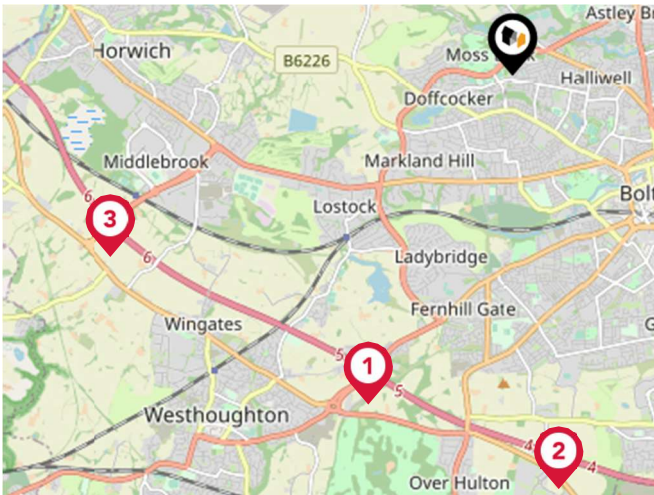 Astley Br
Horwich
B6226
Moss
Halliwell
Doffcocker
Middlebrook
Markland Hill
6
Bolt
3
Lostock
6
Ladybridge
Fernhill Gate
G
Wingates
5
1
5
Westhoughton
4
2
4
Over Hulton